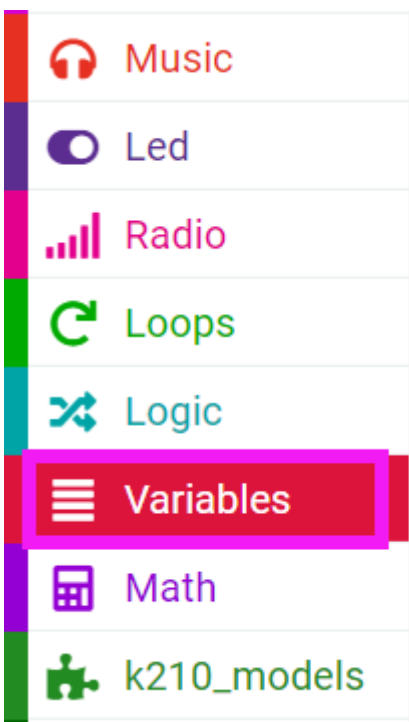 Music
Led
Radio
Loops
Logic
Variables
Math
k210_models